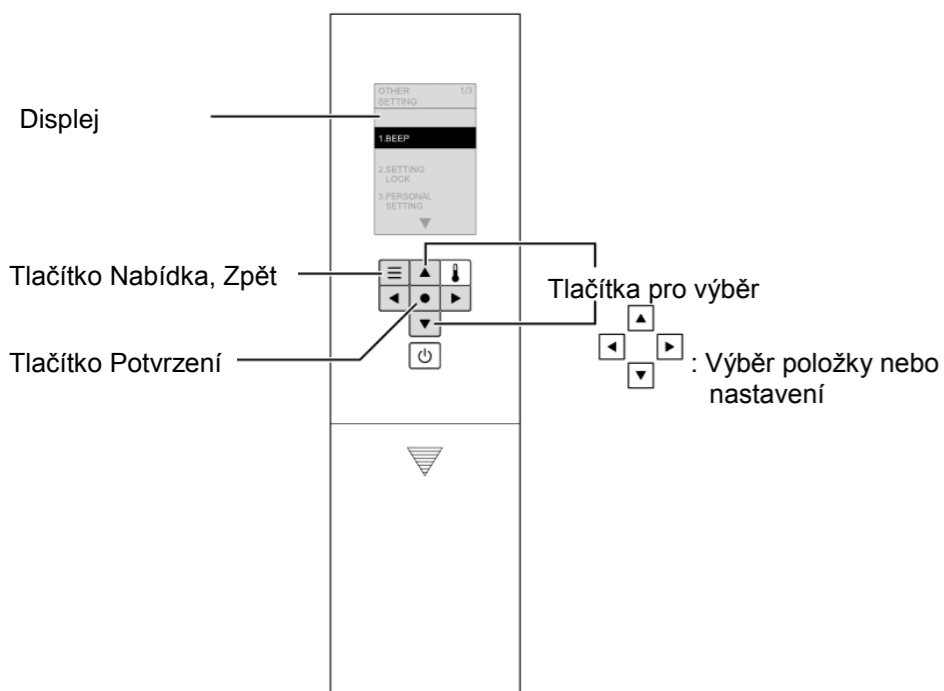 Displej
OTHER 1/3
SETTING
1.BEEP
2.SETTING
LOCK
3.PERSONAL
SETTING
Tlačítko Nabídka, Zpět
Tlačítka pro výběr
Tlačítko Potvrzení
: Výběr položky nebo
nastavení